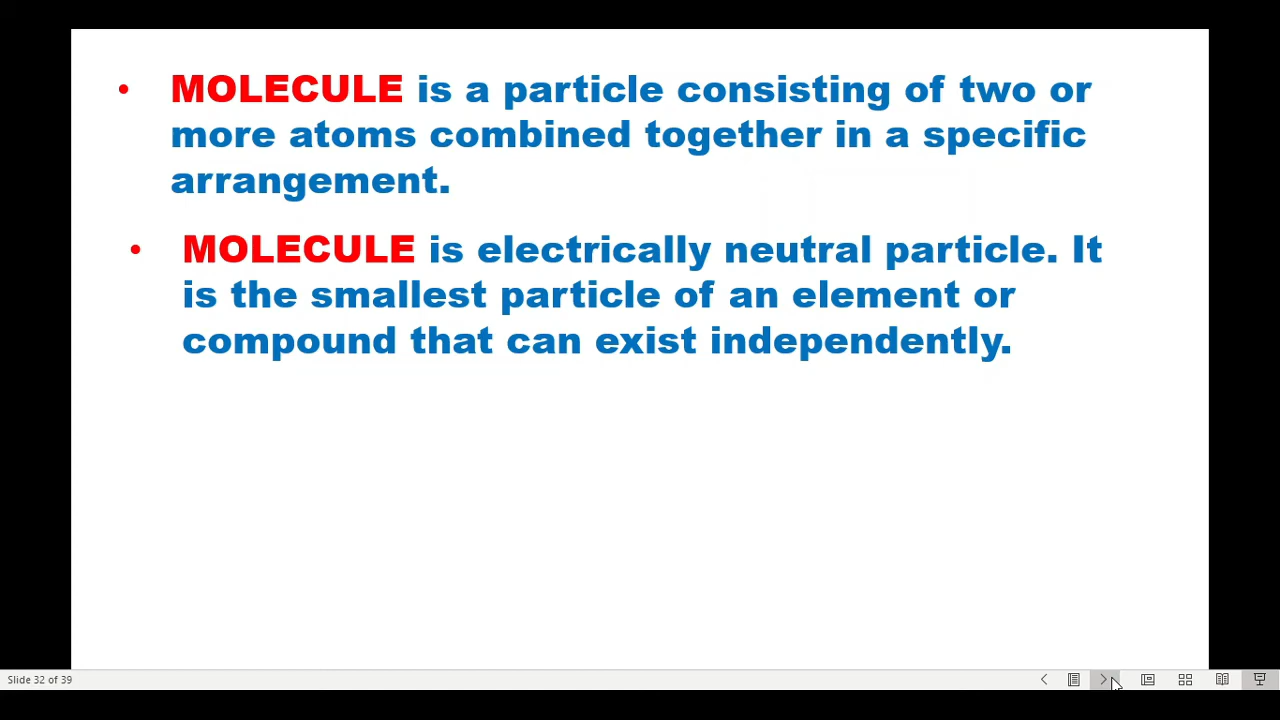 • MOLECULE is a particle consisting of two or
more atoms combined together in a specific
arrangement.
• MOLECULE is electrically neutral particle. It
is the smallest particle of an element or
compound that can exist independently.
Slide 32 of 39